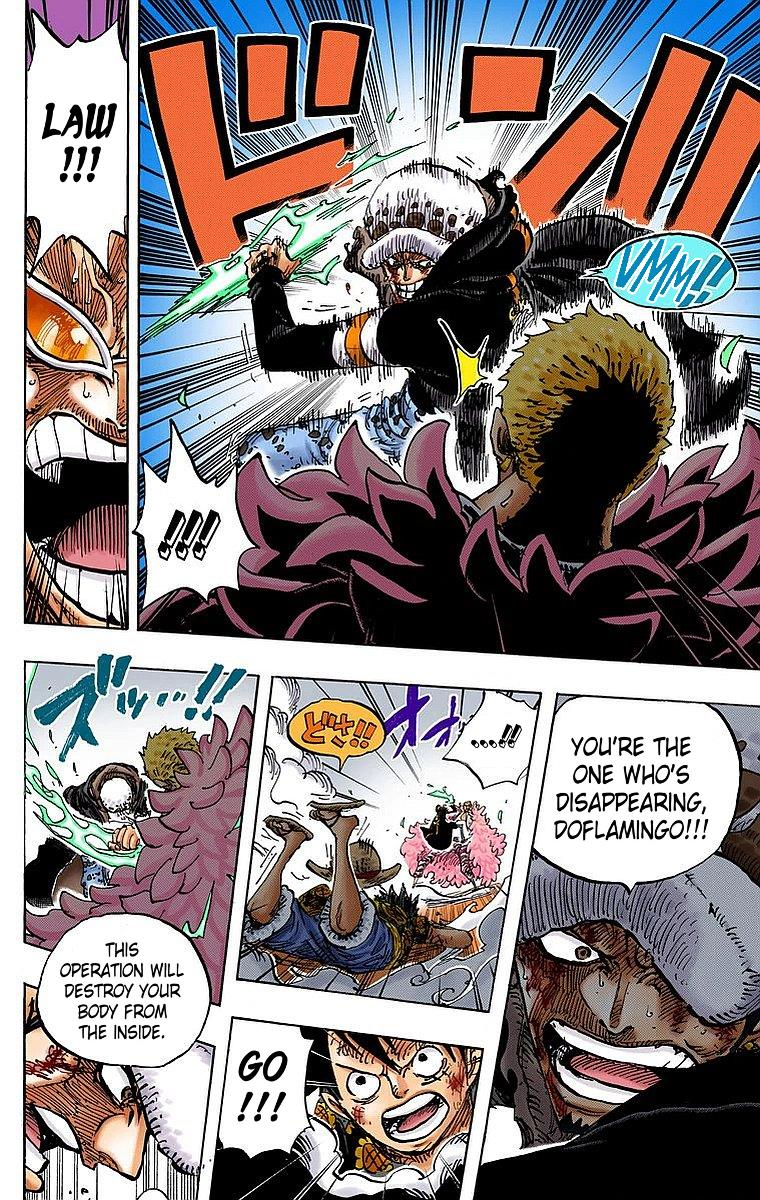 ドン!!
VMM!!
LAW
!!!
!!!!
YOU'RE THE
ONE WHO'S
DISAPPEARING,
DOFLAMINGO!!!
.....!!
オオ
どさ!!
ズッ…!!
GO
!!!
THIS
OPERATION WILL
DESTROY YOUR
BODY FROM
THE INSIDE.